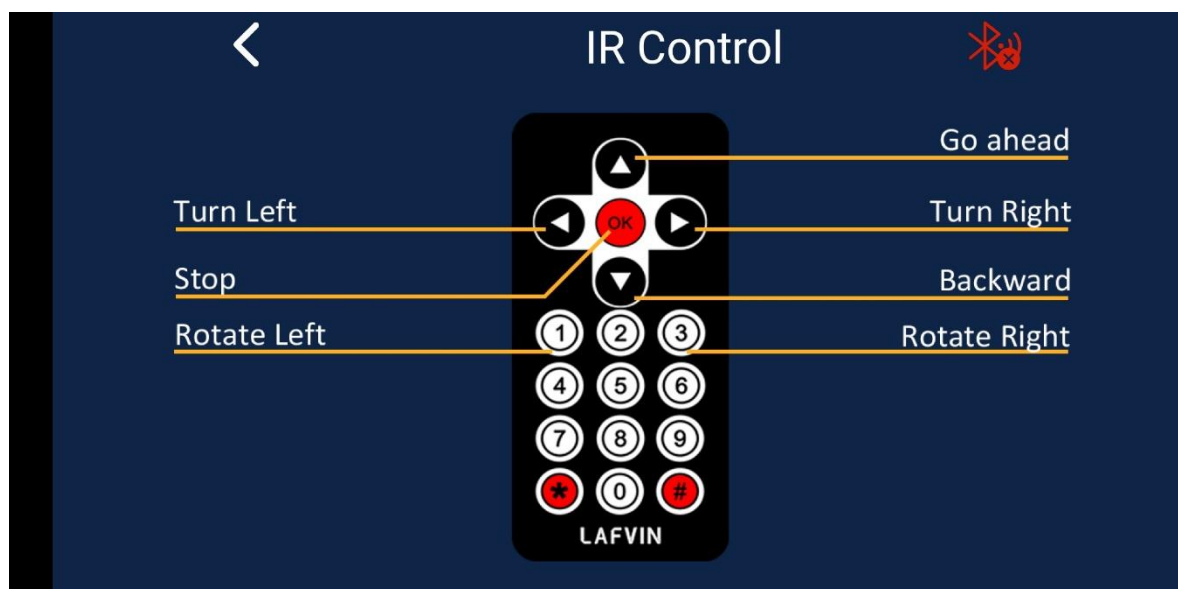 IR Control
Go ahead
Turn Left
OK
Turn Right
Stop
Backward
Rotate Left
1 2 3
Rotate Right
4 5 6
7 8 9
* 0 #
LAFVIN